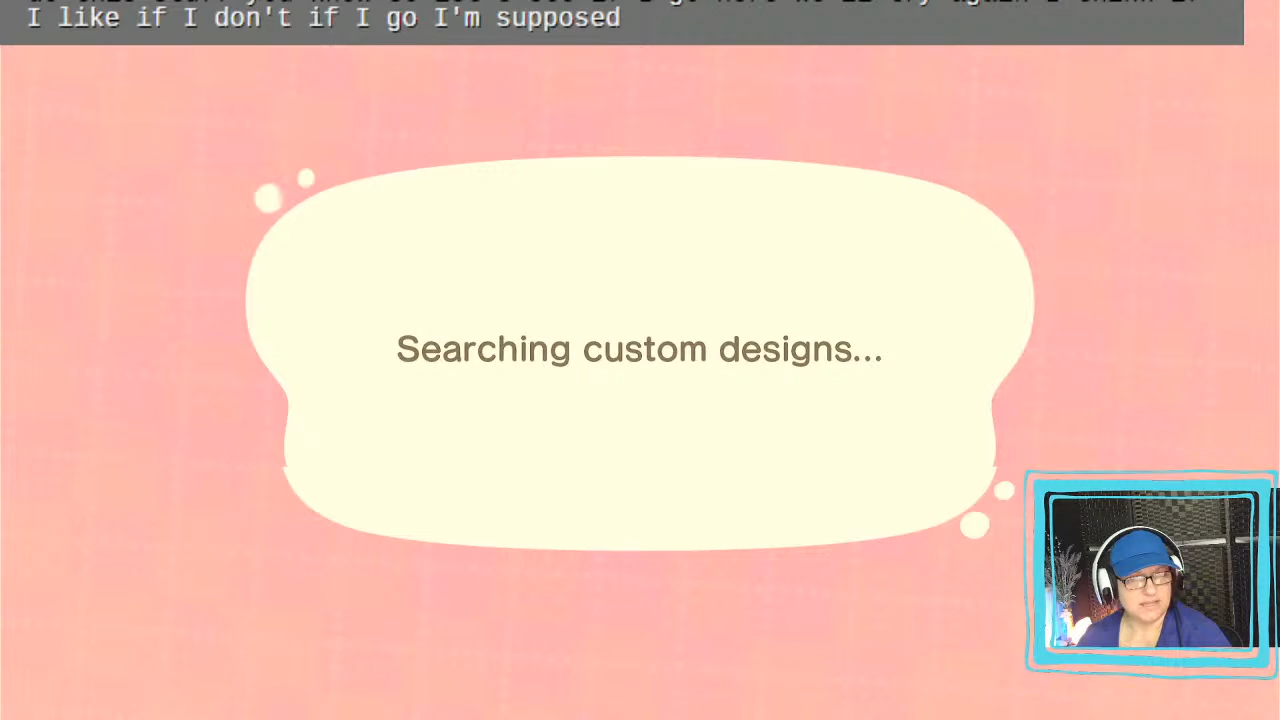 I like if I don't if I go I'm supposed
Searching custom designs...